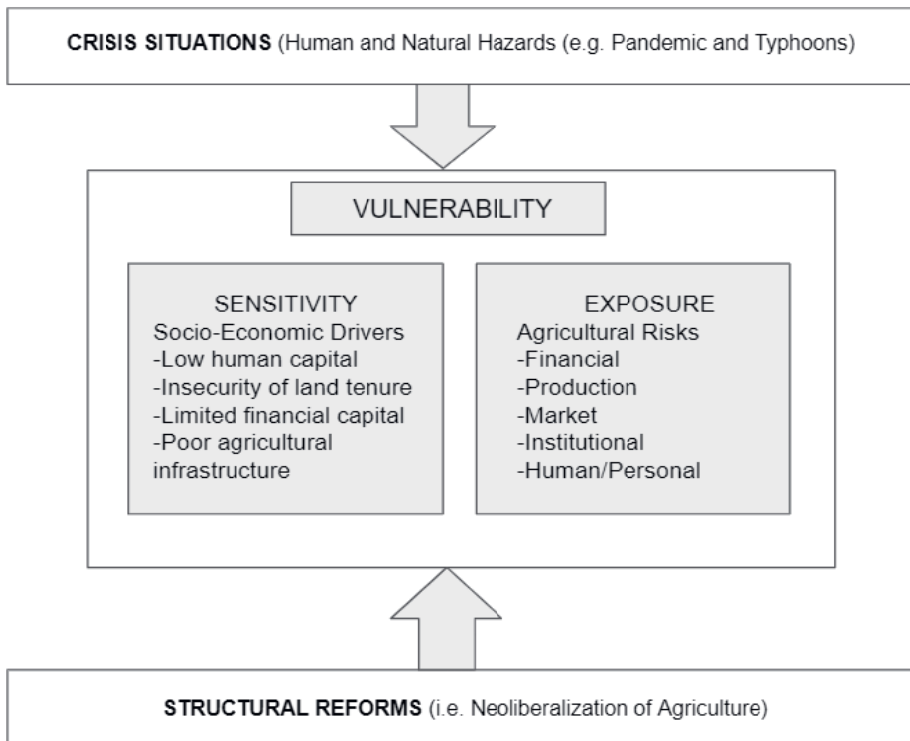 CRISIS SITUATIONS (Human and Natural Hazards (e.g. Pandemic and Typhoons)
VULNERABILITY
SENSITIVITY
Socio-Economic Drivers
-Low human capital
-Insecurity of land tenure
-Limited financial capital
-Poor agricultural
infrastructure
EXPOSURE
Agricultural Risks
-Financial
-Production
-Market
-Institutional
-Human/Personal
STRUCTURAL REFORMS (i.e. Neoliberalization of Agriculture)